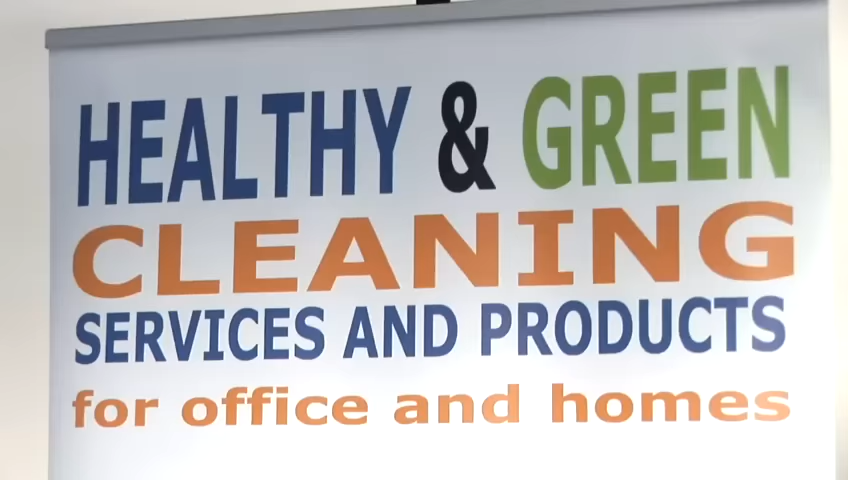 HEALTHY & GREEN
CLEANING
SERVICES AND PRODUCTS
for office and homes